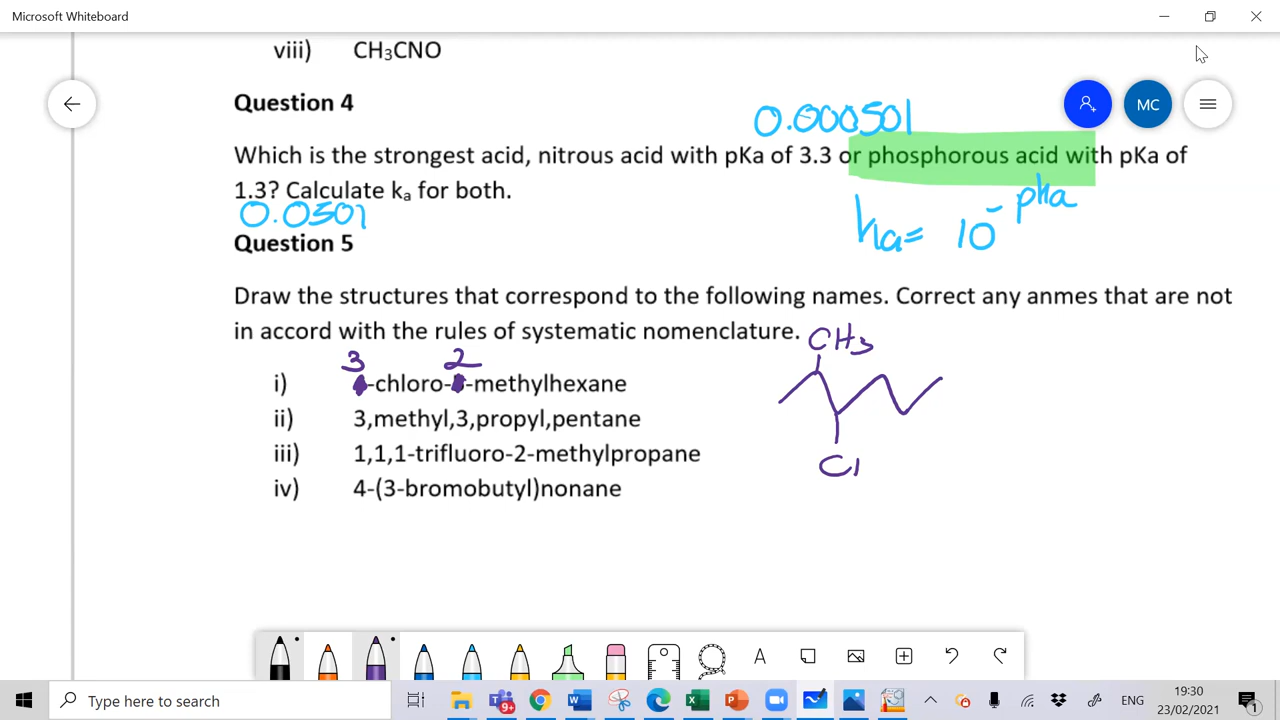 Microsoft Whiteboard
viii) CH₃CNO
Question 4
0.000501
MC
Which is the strongest acid, nitrous acid with pKa of 3.3 or phosphorous acid with pKa of
1.3? Calculate kₐ for both.
0.0501
ka = 10^-pka
Question 5
Draw the structures that correspond to the following names. Correct any anmes that are not
in accord with the rules of systematic nomenclature.
CH3
3 2
i) -chloro- -methylhexane
ii) 3,methyl,3,propyl,pentane
iii) 1,1,1-trifluoro-2-methylpropane
Cl
iv) 4-(3-bromobutyl)nonane
A
Type here to search
9+
ENG
19:30
23/02/2021
1